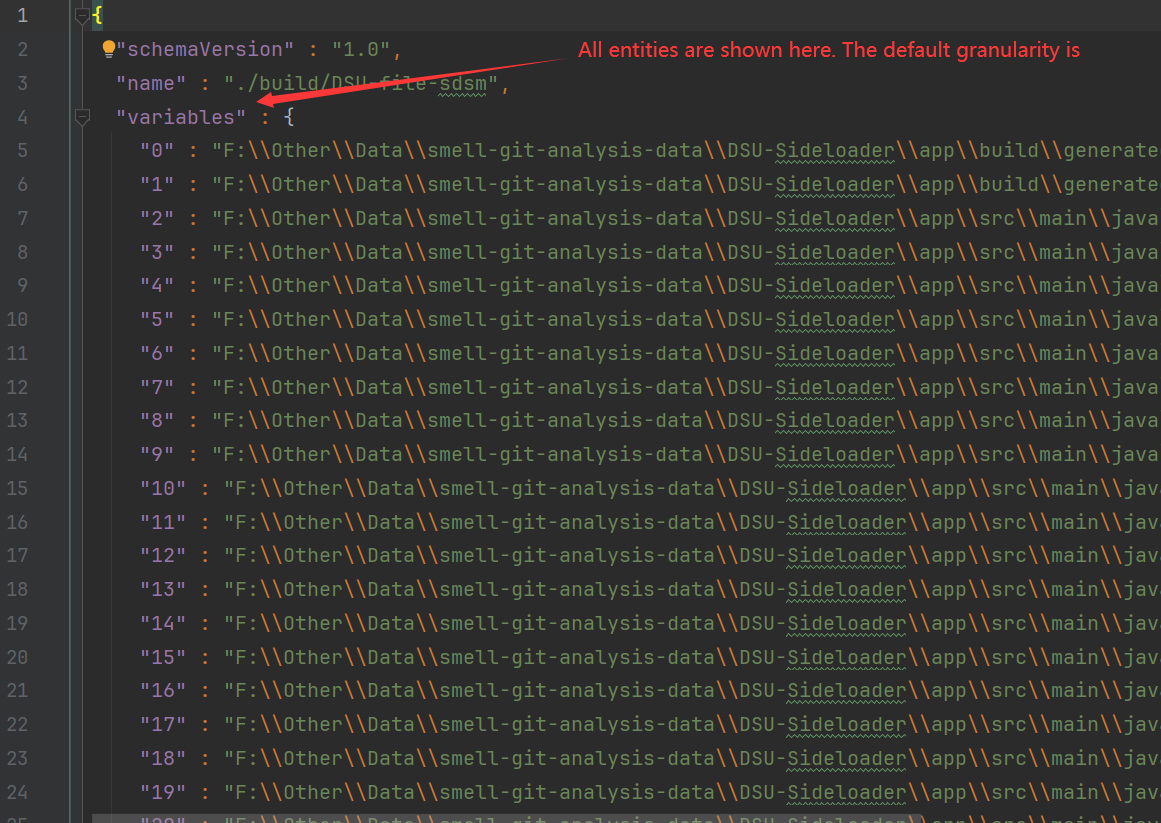 1 {
2 "schemaVersion" : "1.0", All entities are shown here. The default granularity is
3 "name" : "./build/DSU-file-sdsm",
4 "variables" : {
5 "0" : "F:\\Other\\Data\\smell-git-analysis-data\\DSU-Sideloader\\app\\build\\generate
6 "1" : "F:\\Other\\Data\\smell-git-analysis-data\\DSU-Sideloader\\app\\build\\generate
7 "2" : "F:\\Other\\Data\\smell-git-analysis-data\\DSU-Sideloader\\app\\src\\main\\java
8 "3" : "F:\\Other\\Data\\smell-git-analysis-data\\DSU-Sideloader\\app\\src\\main\\java
9 "4" : "F:\\Other\\Data\\smell-git-analysis-data\\DSU-Sideloader\\app\\src\\main\\java
10 "5" : "F:\\Other\\Data\\smell-git-analysis-data\\DSU-Sideloader\\app\\src\\main\\java
11 "6" : "F:\\Other\\Data\\smell-git-analysis-data\\DSU-Sideloader\\app\\src\\main\\java
12 "7" : "F:\\Other\\Data\\smell-git-analysis-data\\DSU-Sideloader\\app\\src\\main\\java
13 "8" : "F:\\Other\\Data\\smell-git-analysis-data\\DSU-Sideloader\\app\\src\\main\\java
14 "9" : "F:\\Other\\Data\\smell-git-analysis-data\\DSU-Sideloader\\app\\src\\main\\java
15 "10" : "F:\\Other\\Data\\smell-git-analysis-data\\DSU-Sideloader\\app\\src\\main\\jav
16 "11" : "F:\\Other\\Data\\smell-git-analysis-data\\DSU-Sideloader\\app\\src\\main\\jav
17 "12" : "F:\\Other\\Data\\smell-git-analysis-data\\DSU-Sideloader\\app\\src\\main\\jav
18 "13" : "F:\\Other\\Data\\smell-git-analysis-data\\DSU-Sideloader\\app\\src\\main\\jav
19 "14" : "F:\\Other\\Data\\smell-git-analysis-data\\DSU-Sideloader\\app\\src\\main\\jav
20 "15" : "F:\\Other\\Data\\smell-git-analysis-data\\DSU-Sideloader\\app\\src\\main\\jav
21 "16" : "F:\\Other\\Data\\smell-git-analysis-data\\DSU-Sideloader\\app\\src\\main\\jav
22 "17" : "F:\\Other\\Data\\smell-git-analysis-data\\DSU-Sideloader\\app\\src\\main\\jav
23 "18" : "F:\\Other\\Data\\smell-git-analysis-data\\DSU-Sideloader\\app\\src\\main\\jav
24 "19" : "F:\\Other\\Data\\smell-git-analysis-data\\DSU-Sideloader\\app\\src\\main\\jav